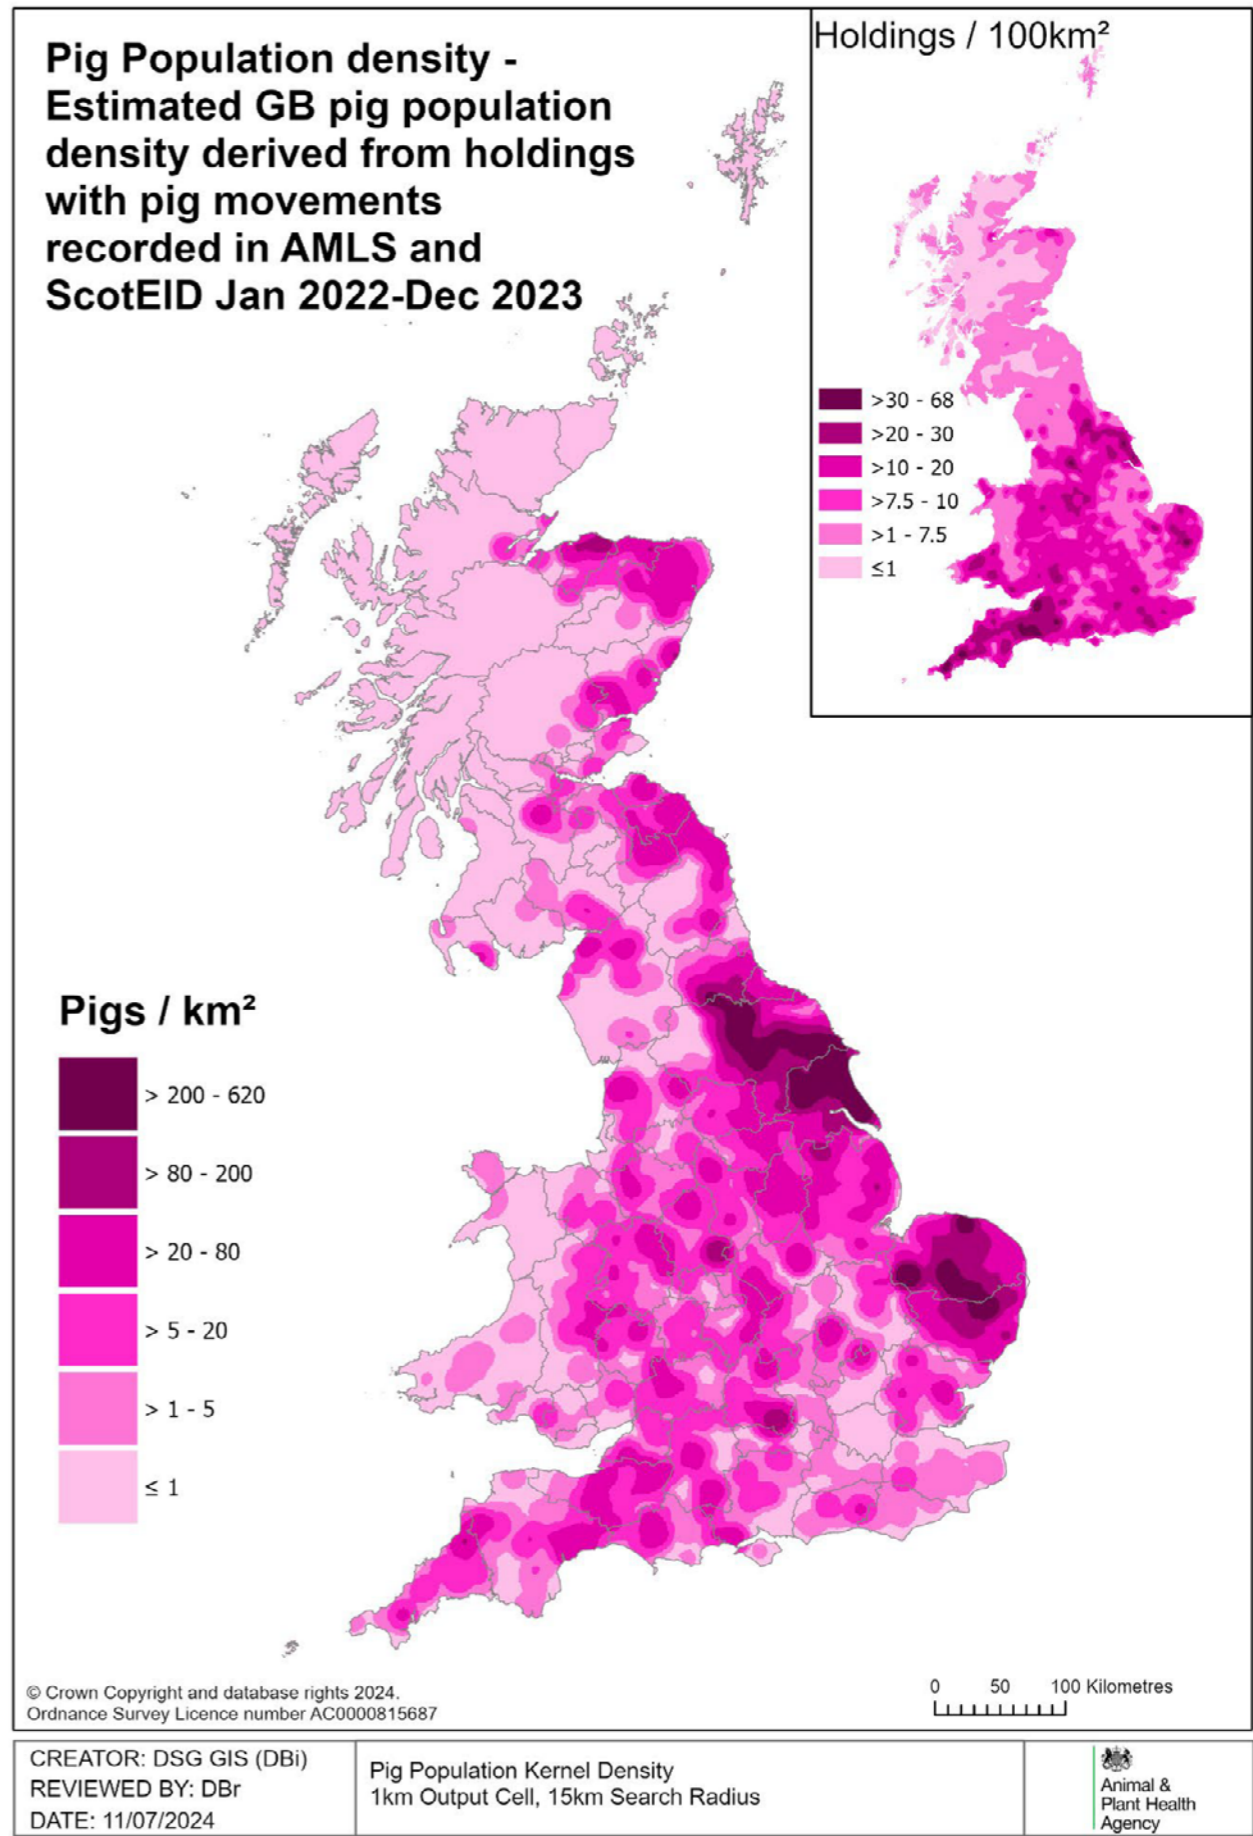 Pig Population density -
Estimated GB pig population
density derived from holdings
with pig movements
recorded in AMLS and
ScotEID Jan 2022-Dec 2023
Holdings / 100km²
>30 - 68
>20 - 30
>10 - 20
>7.5 - 10
>1 - 7.5
≤1
Pigs / km²
> 200 - 620
> 80 - 200
> 20 - 80
> 5 - 20
> 1 - 5
≤ 1
© Crown Copyright and database rights 2024.
Ordnance Survey Licence number AC0000815687
0 50 100 Kilometres
CREATOR: DSG GIS (DBi)
REVIEWED BY: DBr
DATE: 11/07/2024
Pig Population Kernel Density
1km Output Cell, 15km Search Radius
Animal &
Plant Health
Agency